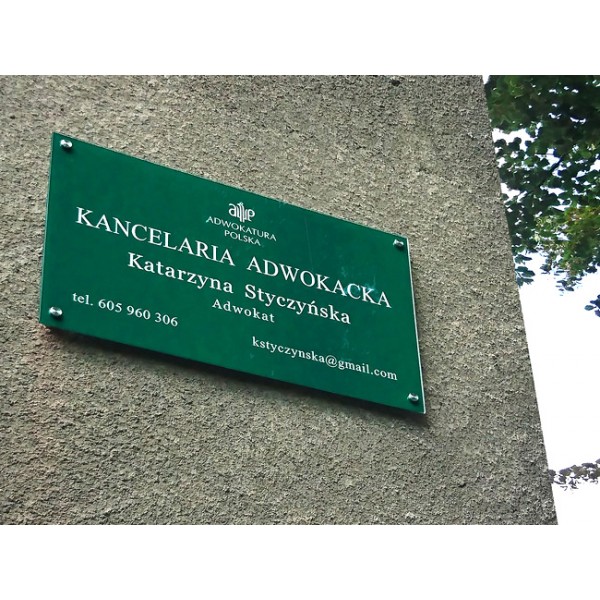 ADWOKATURA
POLSKA
KANCELARIA ADWOKACKA
Katarzyna Styczyńska
Adwokat
tel. 605 960 306
kstyczynska@gmail.com